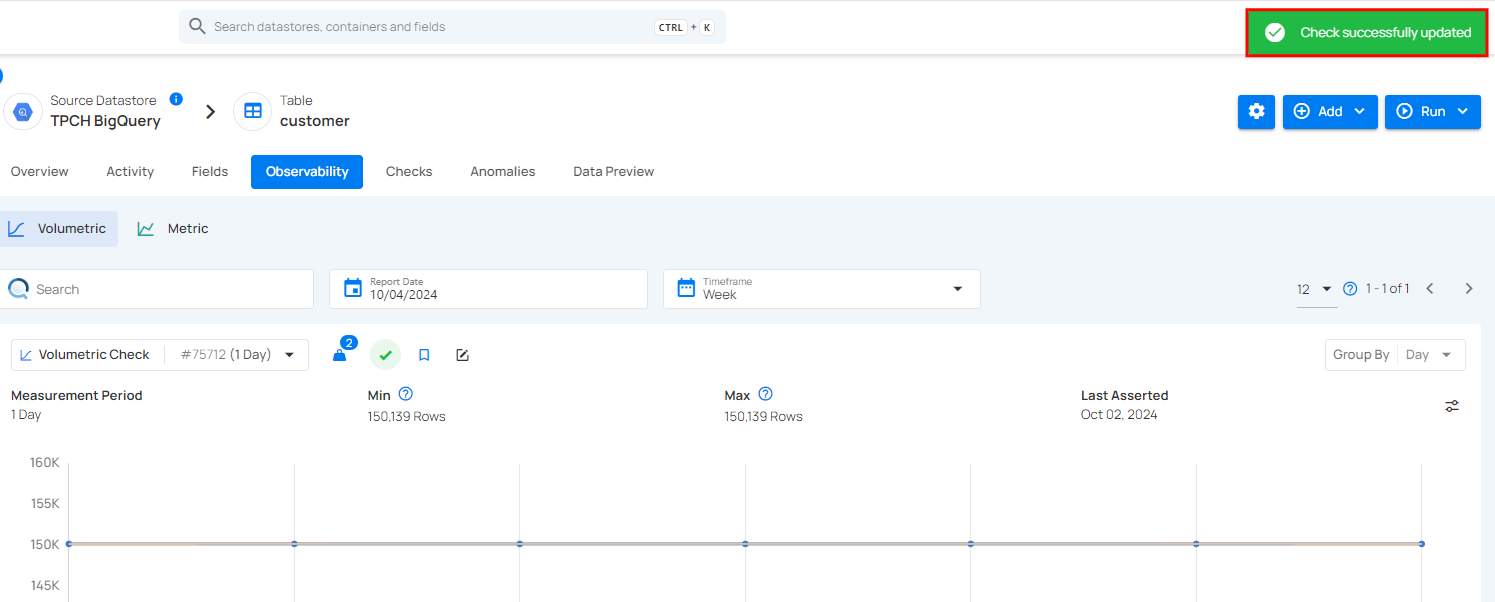 Search datastores, containers and fields
CTRL + K
Check successfully updated
Source Datastore
TPCH BigQuery
Table
customer
Add
Run
Overview
Activity
Fields
Observability
Checks
Anomalies
Data Preview
Volumetric
Metric
Search
Report Date
10/04/2024
Timeframe
Week
12
1 - 1 of 1
Volumetric Check
#75712 (1 Day)
2
Group By
Day
Measurement Period
1 Day
Min
150,139 Rows
Max
150,139 Rows
Last Asserted
Oct 02, 2024
160K
155K
150K
145K